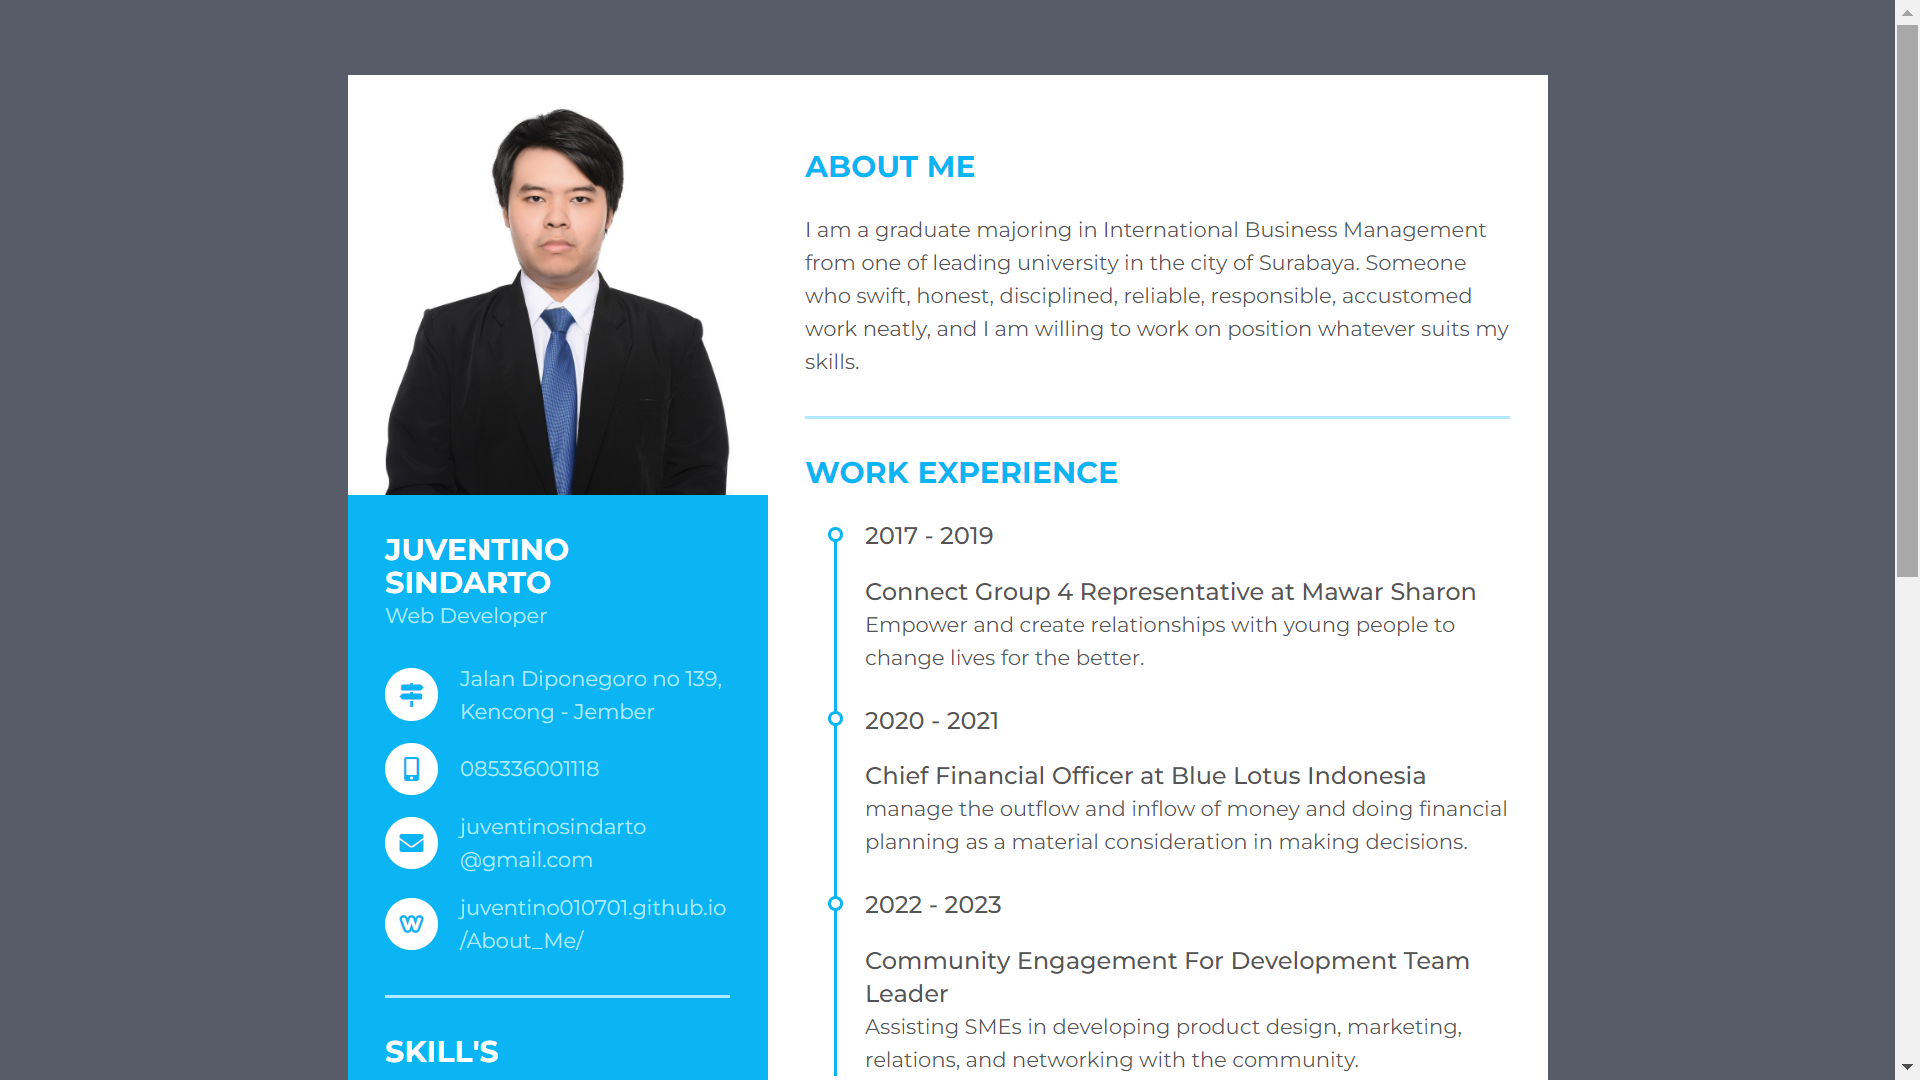 JUVENTINO
SINDARTO
Web Developer
Jalan Diponegoro no 139,
Kencong - Jember
085336001118
juventinosindarto
@gmail.com
juventino010701.github.io
/About_Me/
SKILL'S
ABOUT ME
I am a graduate majoring in International Business Management
from one of leading university in the city of Surabaya. Someone
who swift, honest, disciplined, reliable, responsible, accustomed
work neatly, and I am willing to work on position whatever suits my
skills.
WORK EXPERIENCE
2017 - 2019
Connect Group 4 Representative at Mawar Sharon
Empower and create relationships with young people to
change lives for the better.
2020 - 2021
Chief Financial Officer at Blue Lotus Indonesia
manage the outflow and inflow of money and doing financial
planning as a material consideration in making decisions.
2022 - 2023
Community Engagement For Development Team
Leader
Assisting SMEs in developing product design, marketing,
relations, and networking with the community.